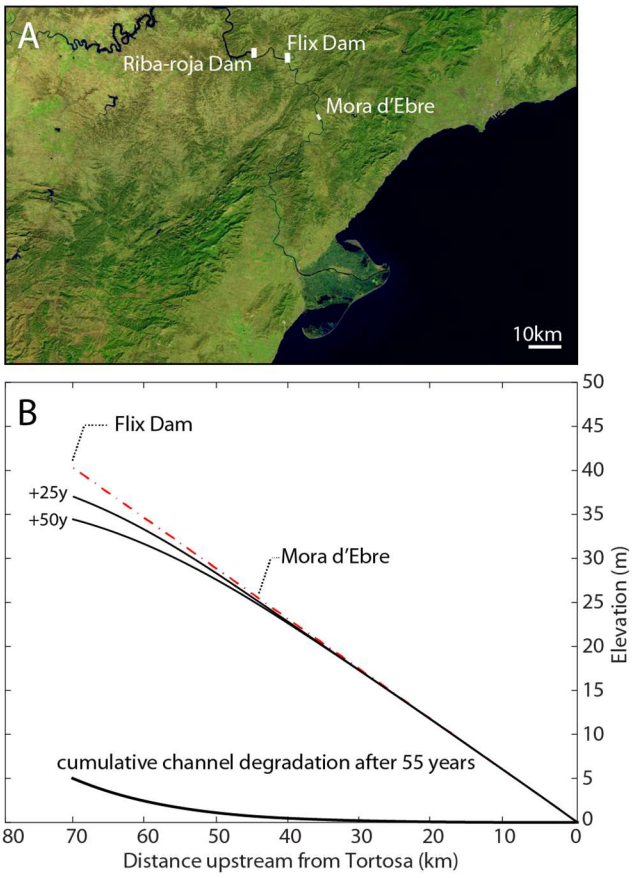 A
Riba-roja Dam
Flix Dam
Mora d'Ebre
10km
B
50
45
40
35
30
25
20
15
10
5
0
Elevation (m)
Flix Dam
+25y
+50y
Mora d'Ebre
cumulative channel degradation after 55 years
80 70 60 50 40 30 20 10 0
Distance upstream from Tortosa (km)